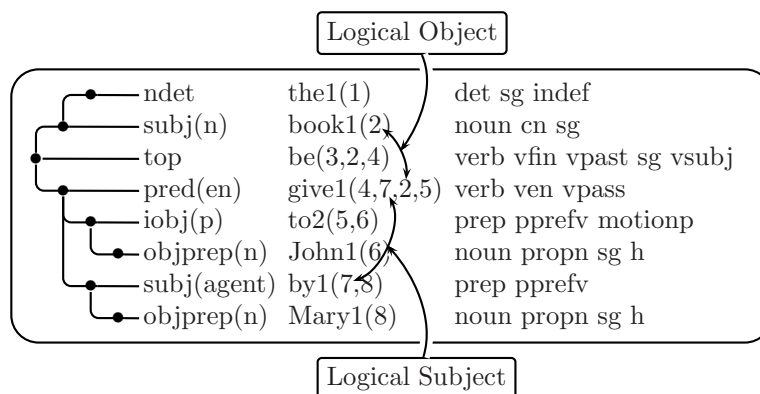 Logical Object
ndet the1(1) det sg indef
subj(n) book1(2) noun cn sg
top be(3,2,4) verb vfin vpast sg vsubj
pred(en) give1(4,7,2,5) verb ven vpass
iobj(p) to2(5,6) prep pprefv motionp
objprep(n) John1(6) noun propn sg h
subj(agent) by1(7,8) prep pprefv
objprep(n) Mary1(8) noun propn sg h
Logical Subject